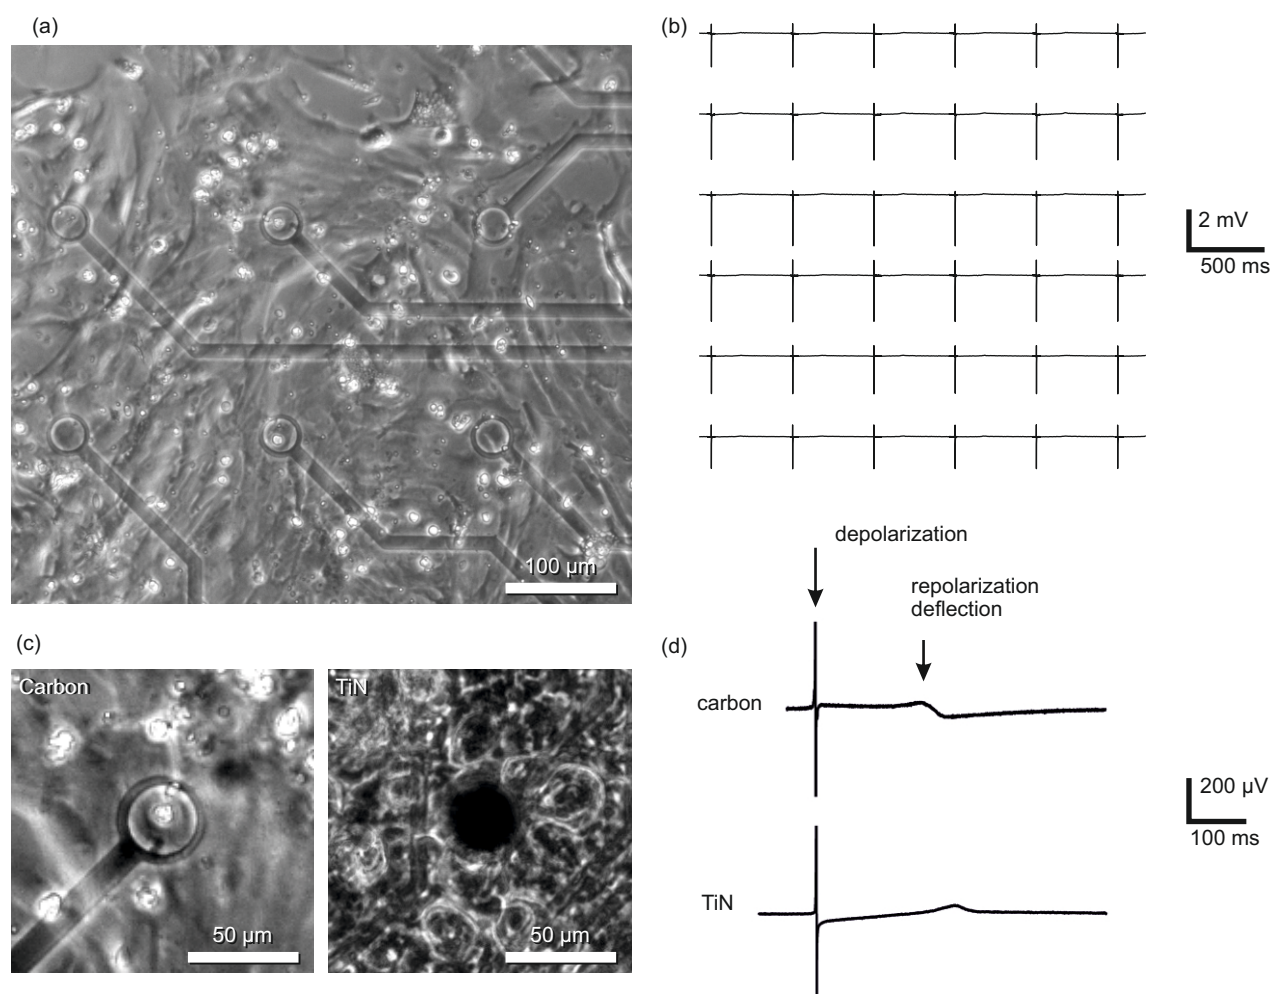 (a)
100 µm
(b)
2 mV
500 ms
(c)
Carbon
50 µm
TiN
50 µm
(d)
depolarization
repolarization
deflection
carbon
TiN
200 µV
100 ms